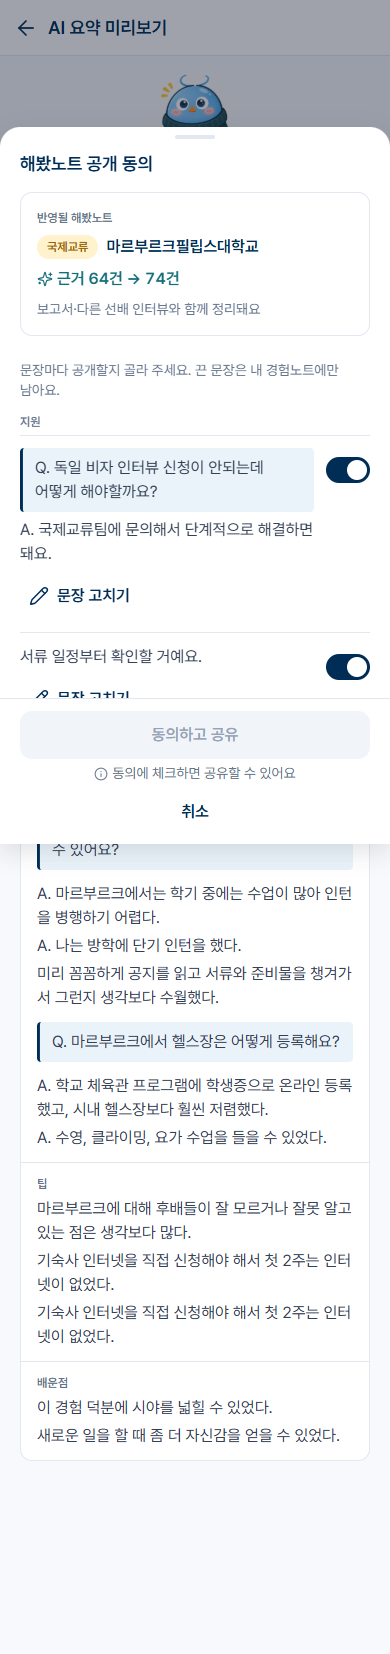 AI 요약 미리보기
해봤노트 공개 동의
반영될 해봤노트
국제교류 마르부르크필립스대학교
근거 64건 → 74건
보고서·다른 선배 인터뷰와 함께 정리돼요
문장마다 공개할지 골라 주세요. 끈 문장은 내 경험노트에만
남아요.
지원
Q. 독일 비자 인터뷰 신청이 안되는데
어떻게 해야할까요?
A. 국제교류팀에 문의해서 단계적으로 해결하면
돼요.
문장 고치기
서류 일정부터 확인할 거예요.
문장 고치기
동의하고 공유
동의에 체크하면 공유할 수 있어요
취소
수 있어요?
A. 마르부르크에서는 학기 중에는 수업이 많아 인턴
을 병행하기 어렵다.
A. 나는 방학에 단기 인턴을 했다.
미리 꼼꼼하게 공지를 읽고 서류와 준비물을 챙겨가
서 그런지 생각보다 수월했다.
Q. 마르부르크에서 헬스장은 어떻게 등록해요?
A. 학교 체육관 프로그램에 학생증으로 온라인 등록
했고, 시내 헬스장보다 훨씬 저렴했다.
A. 수영, 클라이밍, 요가 수업을 들을 수 있었다.
팁
마르부르크에 대해 후배들이 잘 모르거나 잘못 알고
있는 점은 생각보다 많다.
기숙사 인터넷을 직접 신청해야 해서 첫 2주는 인터
넷이 없었다.
기숙사 인터넷을 직접 신청해야 해서 첫 2주는 인터
넷이 없었다.
배운점
이 경험 덕분에 시야를 넓힐 수 있었다.
새로운 일을 할 때 좀 더 자신감을 얻을 수 있었다.